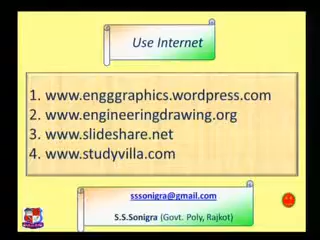 Use Internet
1. www.engggraphics.wordpress.com
2. www.engineeringdrawing.org
3. www.slideshare.net
4. www.studyvilla.com
sssonigra@gmail.com
S.S.Sonigra (Govt. Poly, Rajkot)